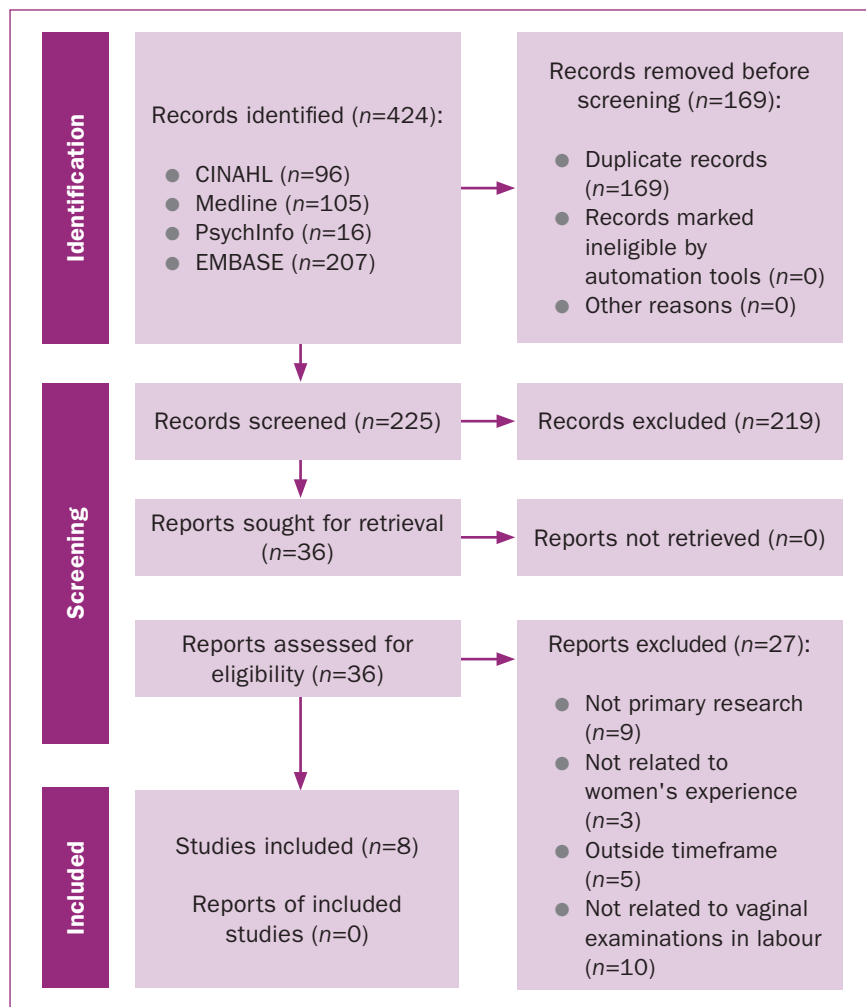 Identification
Records identified (n=424):
● CINAHL (n=96)
● Medline (n=105)
● PsychInfo (n=16)
● EMBASE (n=207)
Records removed before
screening (n=169):
● Duplicate records
(n=169)
● Records marked
ineligible by
automation tools (n=0)
● Other reasons (n=0)
Screening
Records screened (n=225)
Records excluded (n=219)
Reports sought for retrieval
(n=36)
Reports not retrieved (n=0)
Reports assessed for
eligibility (n=36)
Reports excluded (n=27):
● Not primary research
(n=9)
● Not related to
women's experience
(n=3)
● Outside timeframe
(n=5)
● Not related to vaginal
examinations in labour
(n=10)
Included
Studies included (n=8)
Reports of included
studies (n=0)